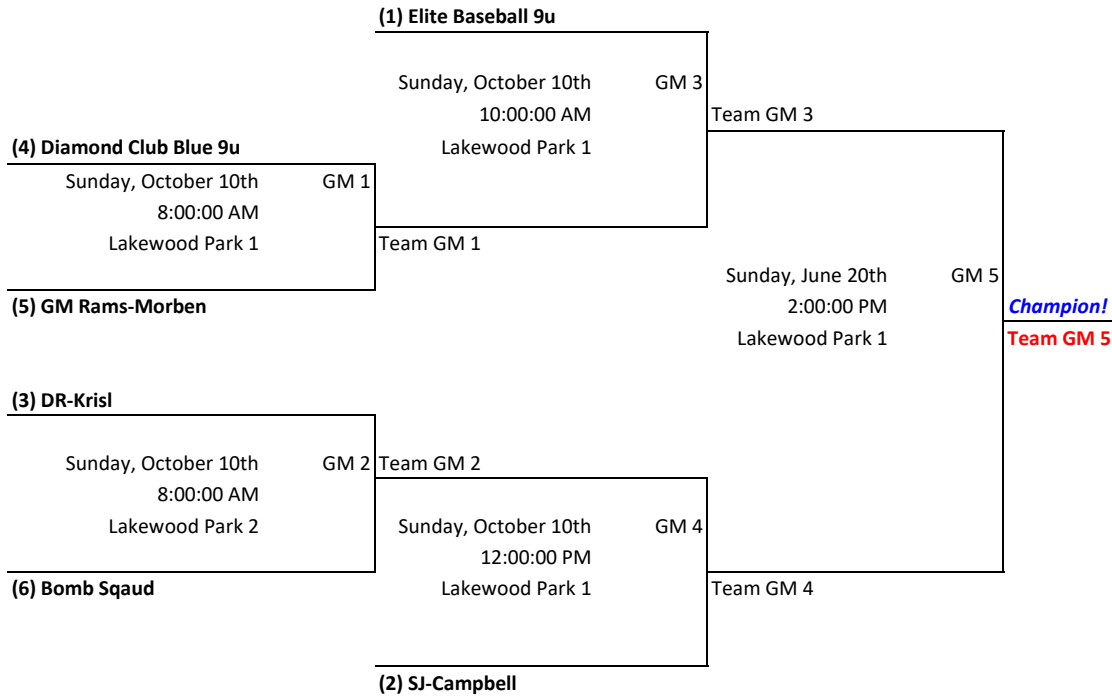 (1) Elite Baseball 9u
Sunday, October 10th GM 3
10:00:00 AM Team GM 3
(4) Diamond Club Blue 9u Lakewood Park 1
Sunday, October 10th GM 1
8:00:00 AM
Lakewood Park 1 Team GM 1
Sunday, June 20th GM 5
(5) GM Rams-Morben 2:00:00 PM Champion!
Lakewood Park 1 Team GM 5
(3) DR-Krisl
Sunday, October 10th GM 2 Team GM 2
8:00:00 AM
Lakewood Park 2 Sunday, October 10th GM 4
12:00:00 PM
(6) Bomb Sqaud Lakewood Park 1 Team GM 4
(2) SJ-Campbell